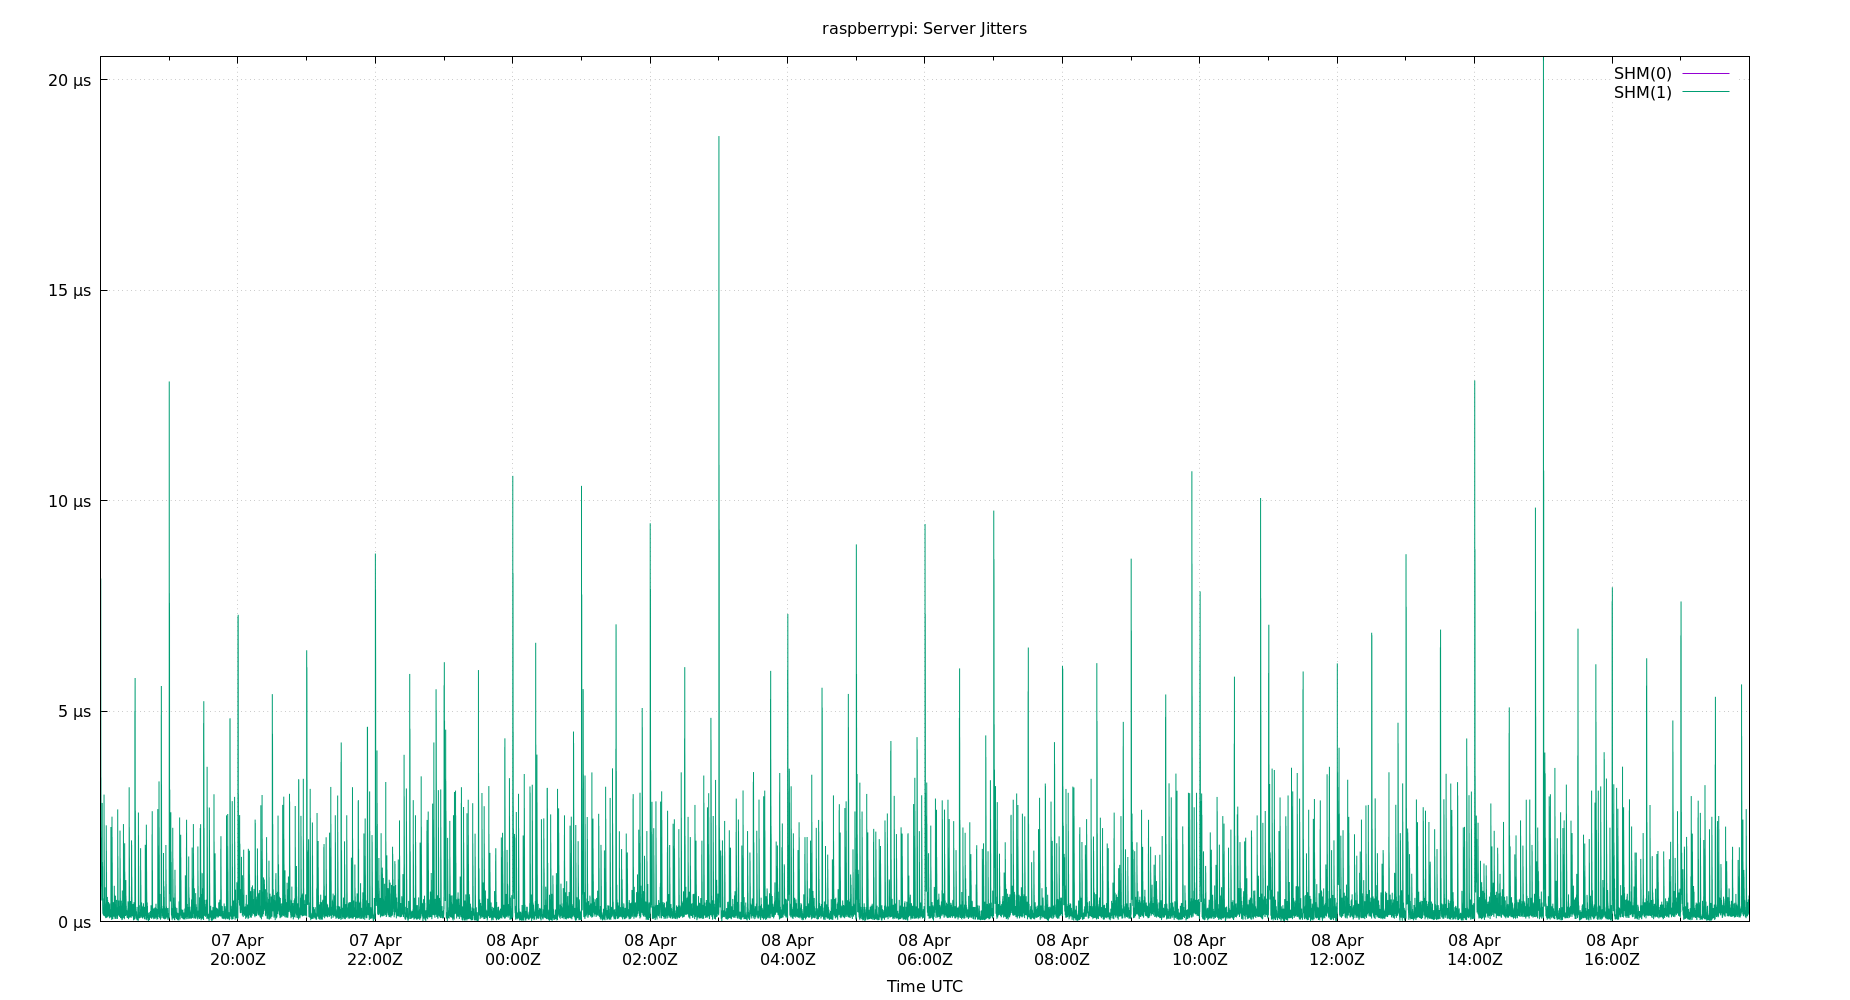 raspberrypi: Server Jitters
SHM(0)
SHM(1)
20 µs
15 µs
10 µs
5 µs
0 µs
07 Apr 07 Apr 08 Apr 08 Apr 08 Apr 08 Apr 08 Apr 08 Apr 08 Apr 08 Apr 08 Apr
20:00Z 22:00Z 00:00Z 02:00Z 04:00Z 06:00Z 08:00Z 10:00Z 12:00Z 14:00Z 16:00Z
Time UTC